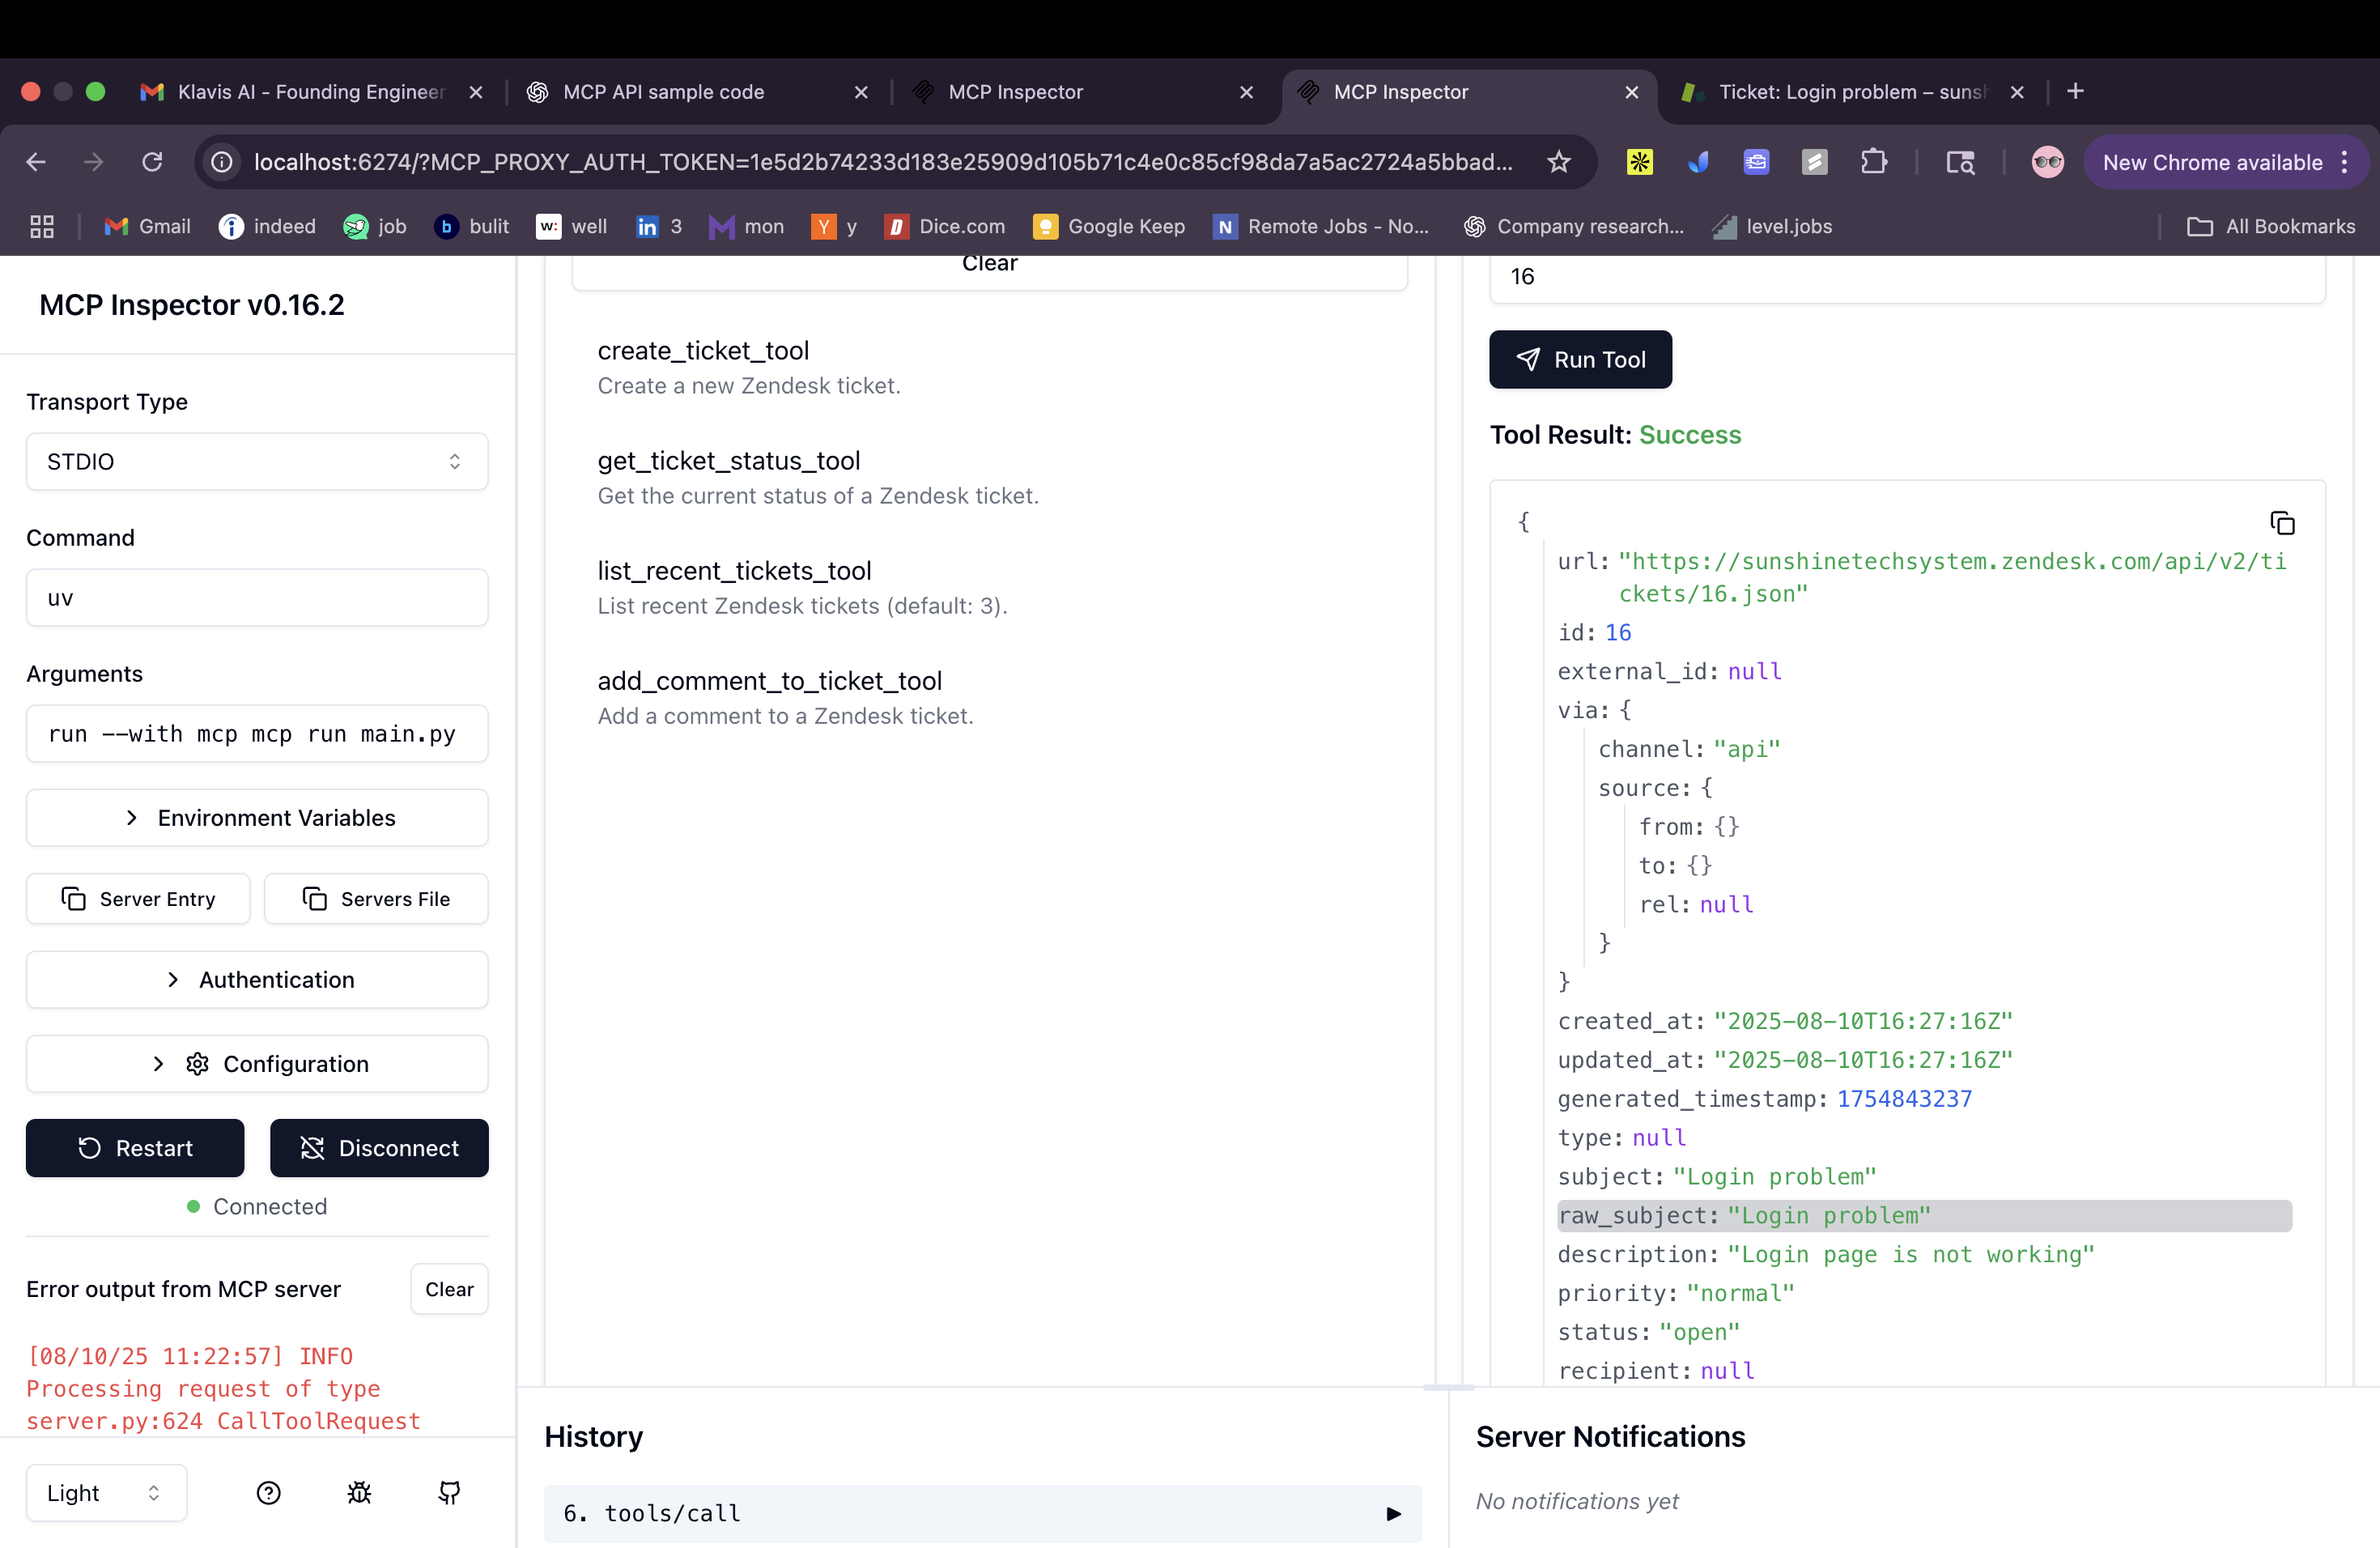 Klavis AI - Founding Engineer
MCP API sample code
MCP Inspector
MCP Inspector
Ticket: Login problem – suns
localhost:6274/?MCP_PROXY_AUTH_TOKEN=1e5d2b74233d183e25909d105b71c4e0c85cf98da7a5ac2724a5bbad...
New Chrome available
Gmail
indeed
job
b bulit
w: well
in 3
mon
Y y
D Dice.com
Google Keep
N Remote Jobs - No...
Company research...
level.jobs
All Bookmarks
MCP Inspector v0.16.2
Transport Type
STDIO
Command
uv
Arguments
run --with mcp mcp run main.py
Environment Variables
Server Entry
Servers File
Authentication
Configuration
Restart
Disconnect
Connected
Error output from MCP server
Clear
[08/10/25 11:22:57] INFO
Processing request of type
server.py:624 CallToolRequest
Light
Clear
create_ticket_tool
Create a new Zendesk ticket.
get_ticket_status_tool
Get the current status of a Zendesk ticket.
list_recent_tickets_tool
List recent Zendesk tickets (default: 3).
add_comment_to_ticket_tool
Add a comment to a Zendesk ticket.
16
Run Tool
Tool Result: Success
{
url: "https://sunshinetechsystem.zendesk.com/api/v2/ti
ckets/16.json"
id: 16
external_id: null
via: {
channel: "api"
source: {
from: {}
to: {}
rel: null
}
}
created_at: "2025-08-10T16:27:16Z"
updated_at: "2025-08-10T16:27:16Z"
generated_timestamp: 1754843237
type: null
subject: "Login problem"
raw_subject: "Login problem"
description: "Login page is not working"
priority: "normal"
status: "open"
recipient: null
History
6. tools/call
Server Notifications
No notifications yet